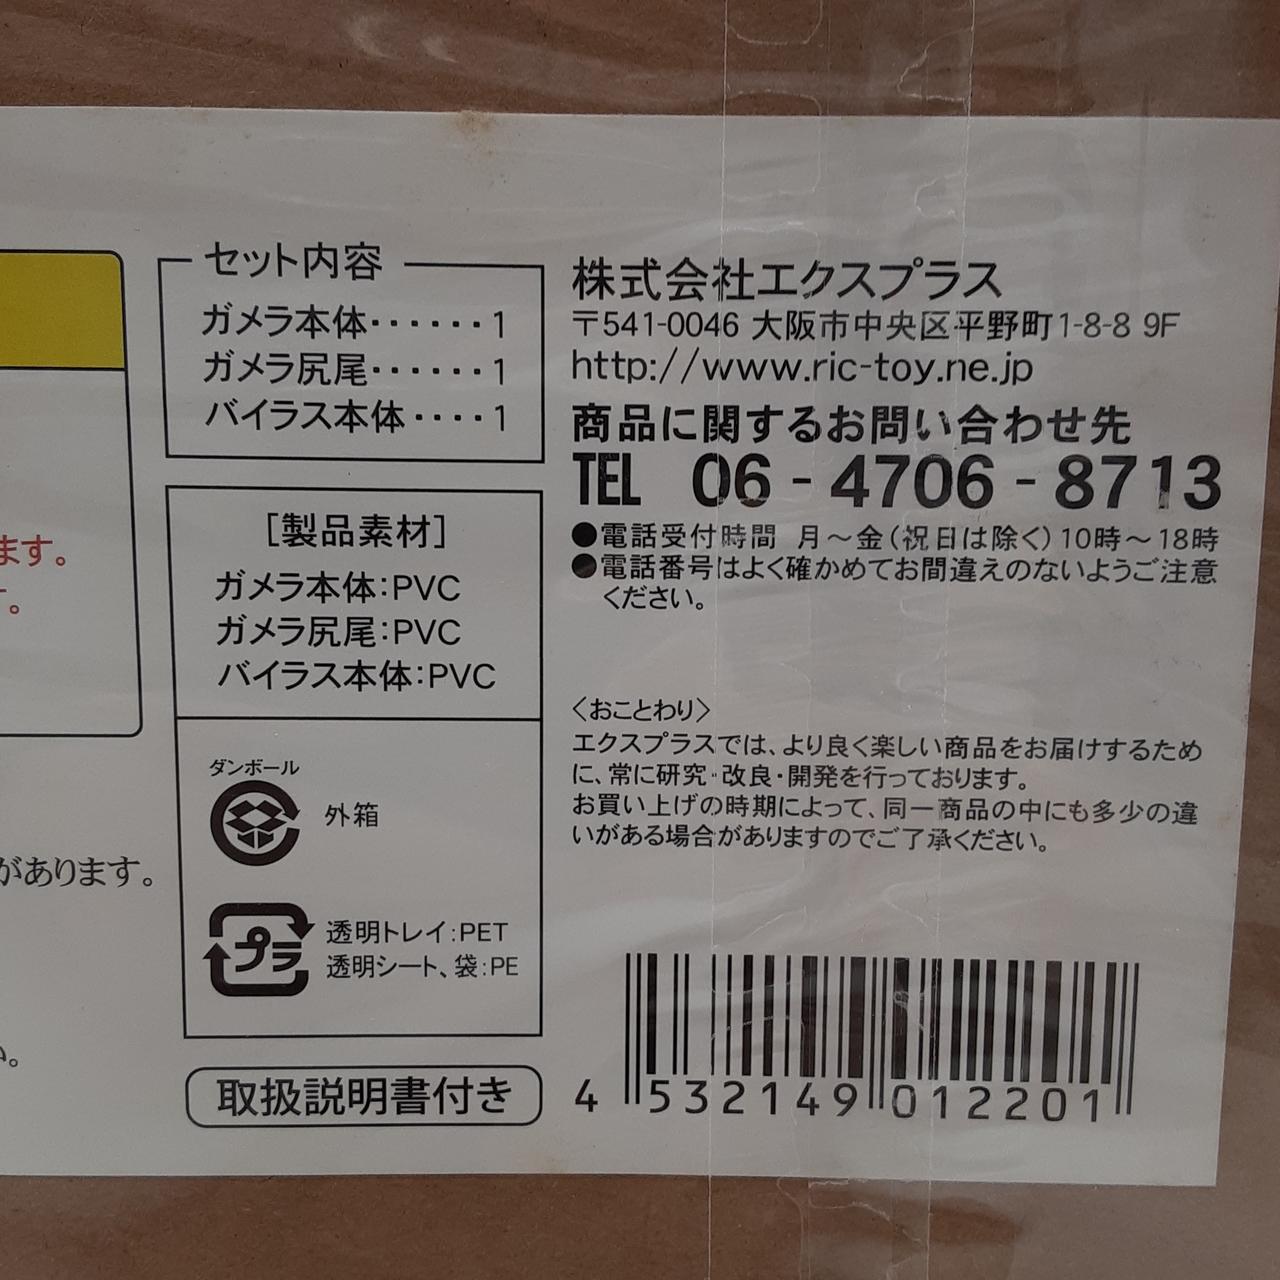 セット内容
ガメラ本体‥‥‥1
ガメラ尻尾‥‥‥1
バイラス本体‥‥1
[製品素材]
ガメラ本体:PVC
ガメラ尻尾:PVC
バイラス本体:PVC
ダンボール
外箱
プラ
透明トレイ:PET
透明シート、袋:PE
取扱説明書付き
ます。
す。
があります。
い。
株式会社エクスプラス
〒541-0046 大阪市中央区平野町1-8-8 9F
http://www.ric-toy.ne.jp
商品に関するお問い合わせ先
TEL 06-4706-8713
●電話受付時間 月～金(祝日は除く)10時～18時
●電話番号はよく確かめてお間違えのないようご注意
ください。
〈おことわり〉
エクスプラスでは、より良く楽しい商品をお届けするため
に、常に研究・改良・開発を行っております。
お買い上げの時期によって、同一商品の中にも多少の違
いがある場合がありますのでご了承ください。
4 532149 012201